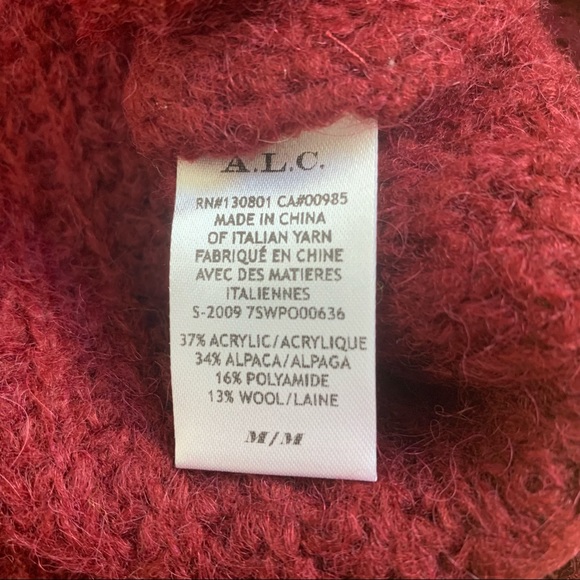 A.L.C.
RN#130801 CA#00985
MADE IN CHINA
OF ITALIAN YARN
FABRIQUÉ EN CHINE
AVEC DES MATIERES
ITALIENNES
S-2009 7SWPO00636
37% ACRYLIC/ACRYLIQUE
34% ALPACA/ALPAGA
16% POLYAMIDE
13% WOOL/LAINE
M/M